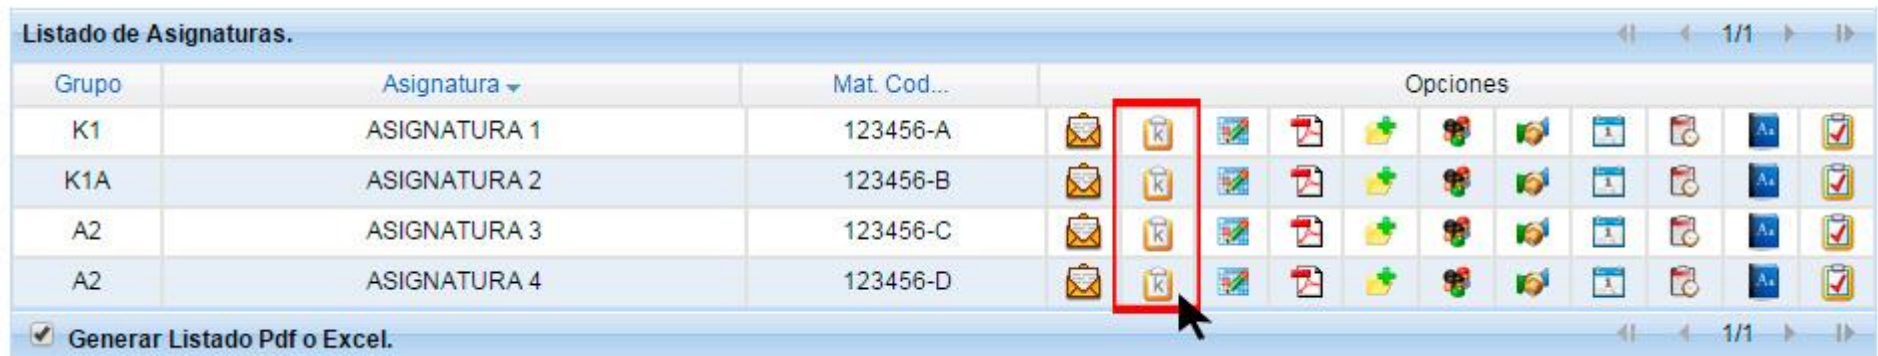 Listado de Asignaturas. 1/1
Grupo Asignatura Mat. Cod... Opciones
K1 ASIGNATURA 1 123456-A
K1A ASIGNATURA 2 123456-B
A2 ASIGNATURA 3 123456-C
A2 ASIGNATURA 4 123456-D
Generar Listado Pdf o Excel. 1/1